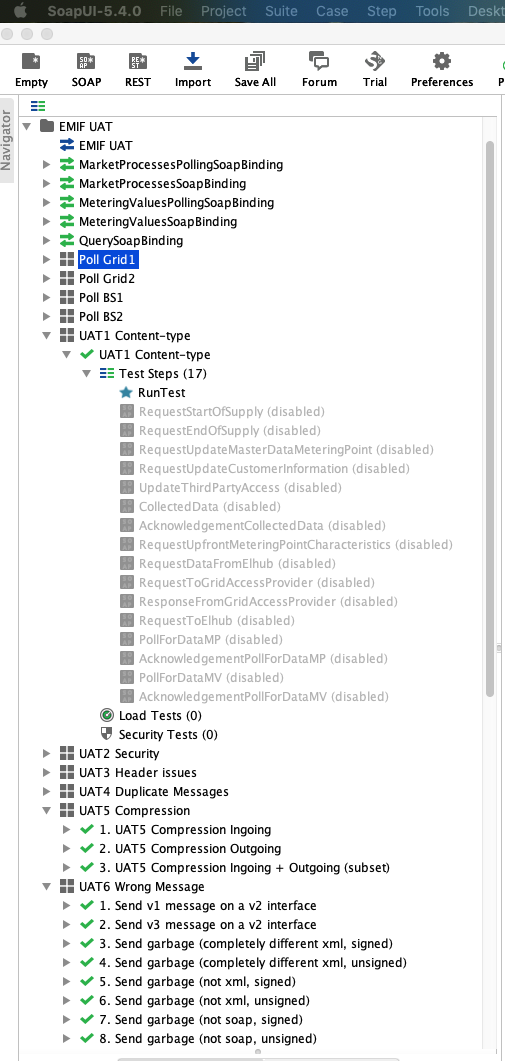 SoapUI-5.4.0 File Project Suite Case Step Tools Deskt
Empty SOAP REST Import Save All Forum Trial Preferences P
Navigator
EMIF UAT
EMIF UAT
MarketProcessesPollingSoapBinding
MarketProcessesSoapBinding
MeteringValuesPollingSoapBinding
MeteringValuesSoapBinding
QuerySoapBinding
Poll Grid1
Poll Grid2
Poll BS1
Poll BS2
UAT1 Content-type
UAT1 Content-type
Test Steps (17)
RunTest
RequestStartOfSupply (disabled)
RequestEndOfSupply (disabled)
RequestUpdateMasterDataMeteringPoint (disabled)
RequestUpdateCustomerInformation (disabled)
UpdateThirdPartyAccess (disabled)
CollectedData (disabled)
AcknowledgementCollectedData (disabled)
RequestUpfrontMeteringPointCharacteristics (disabled)
RequestDataFromElhub (disabled)
RequestToGridAccessProvider (disabled)
ResponseFromGridAccessProvider (disabled)
RequestToElhub (disabled)
PollForDataMP (disabled)
AcknowledgementPollForDataMP (disabled)
PollForDataMV (disabled)
AcknowledgementPollForDataMV (disabled)
Load Tests (0)
Security Tests (0)
UAT2 Security
UAT3 Header issues
UAT4 Duplicate Messages
UAT5 Compression
1. UAT5 Compression Ingoing
2. UAT5 Compression Outgoing
3. UAT5 Compression Ingoing + Outgoing (subset)
UAT6 Wrong Message
1. Send v1 message on a v2 interface
2. Send v3 message on a v2 interface
3. Send garbage (completely different xml, signed)
4. Send garbage (completely different xml, unsigned)
5. Send garbage (not xml, signed)
6. Send garbage (not xml, unsigned)
7. Send garbage (not soap, signed)
8. Send garbage (not soap, unsigned)